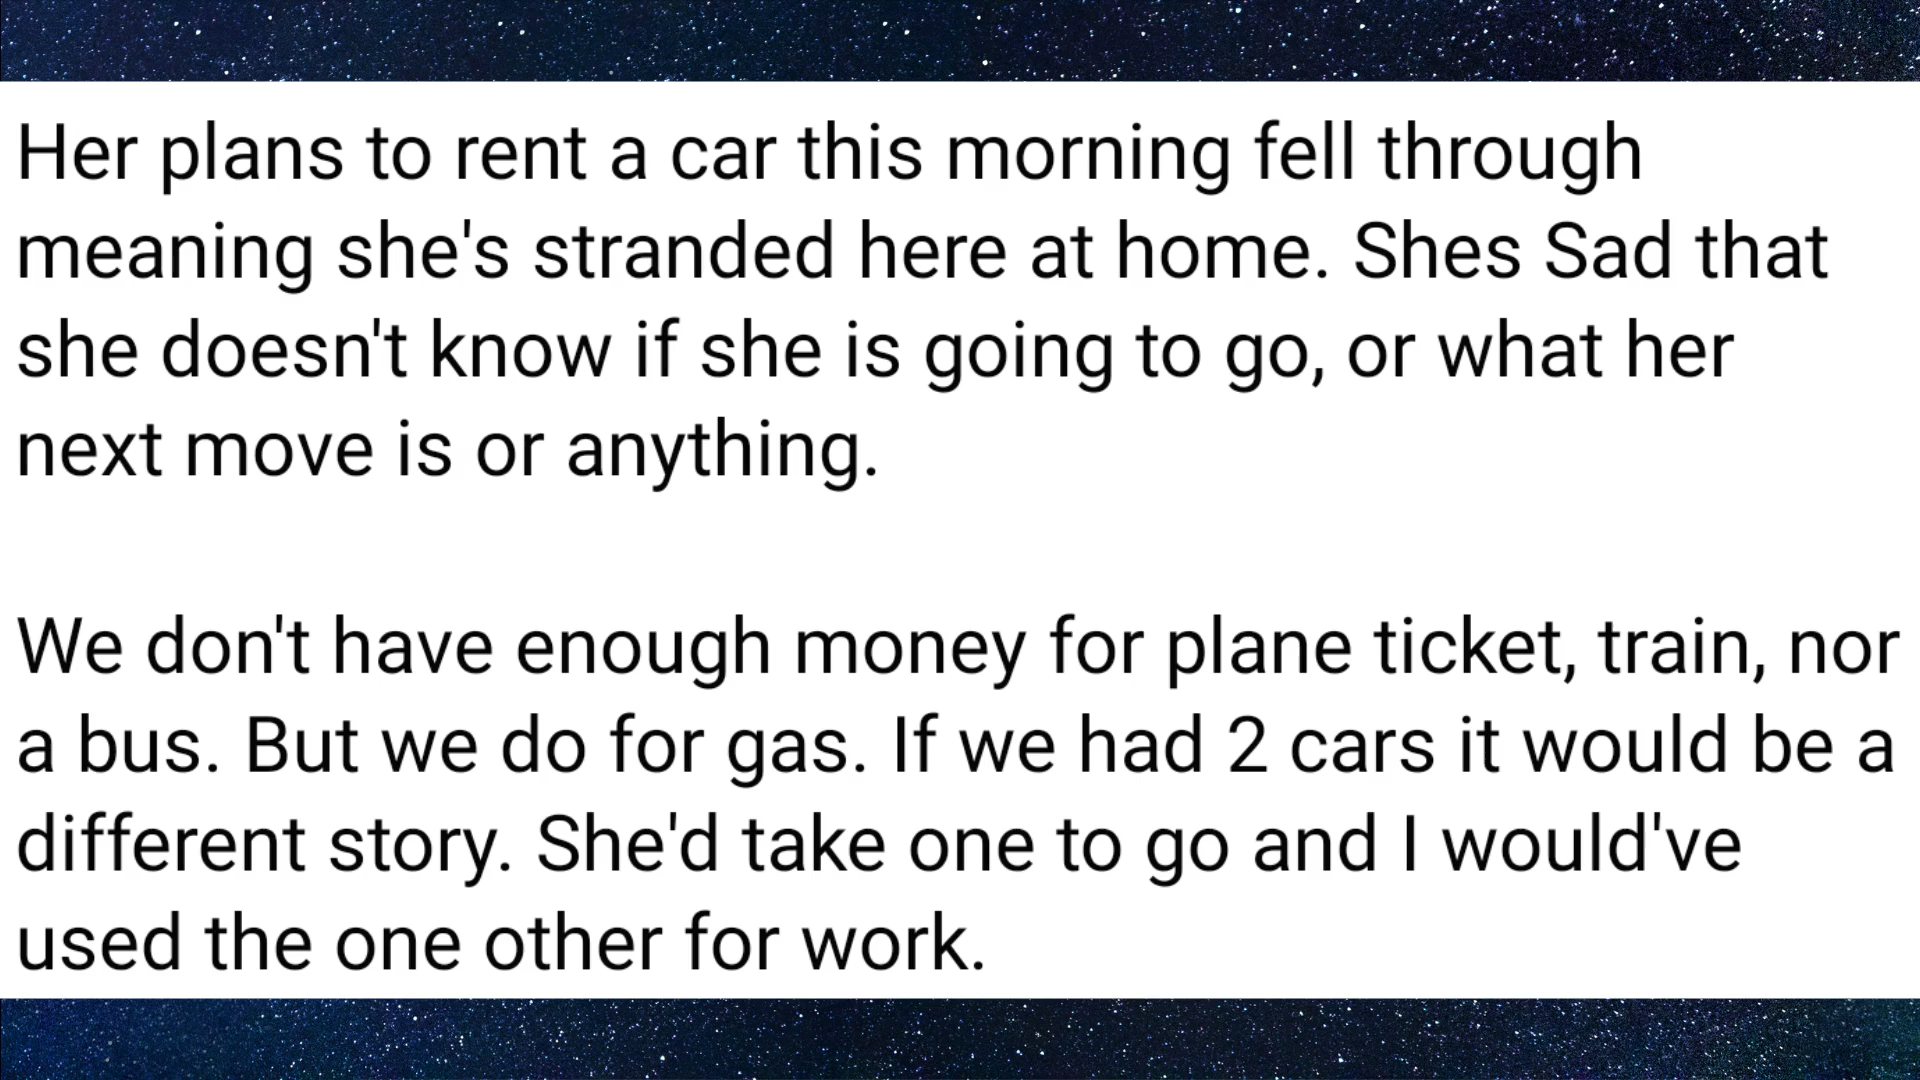 Her plans to rent a car this morning fell through
meaning she's stranded here at home. Shes Sad that
she doesn't know if she is going to go, or what her
next move is or anything.
We don't have enough money for plane ticket, train, nor
a bus. But we do for gas. If we had 2 cars it would be a
different story. She'd take one to go and I would've
used the one other for work.